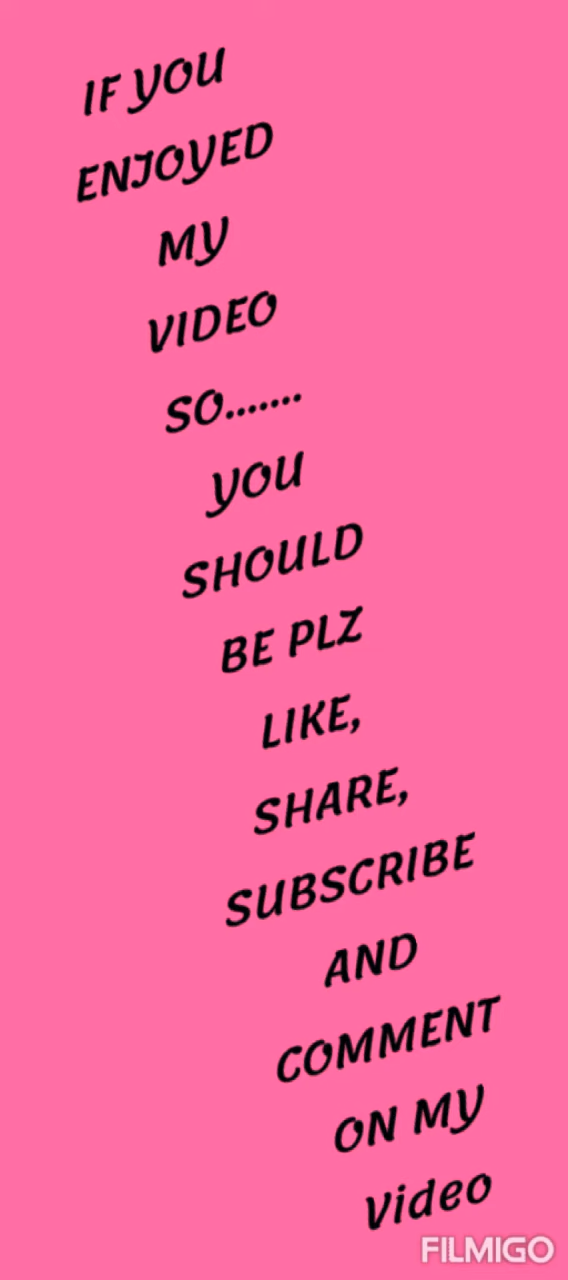 IF YOU
ENJOYED
MY
VIDEO
SO.......
YOU
SHOULD
BE PLZ
LIKE,
SHARE,
SUBSCRIBE
AND
COMMENT
ON MY
Video
FILMIGO